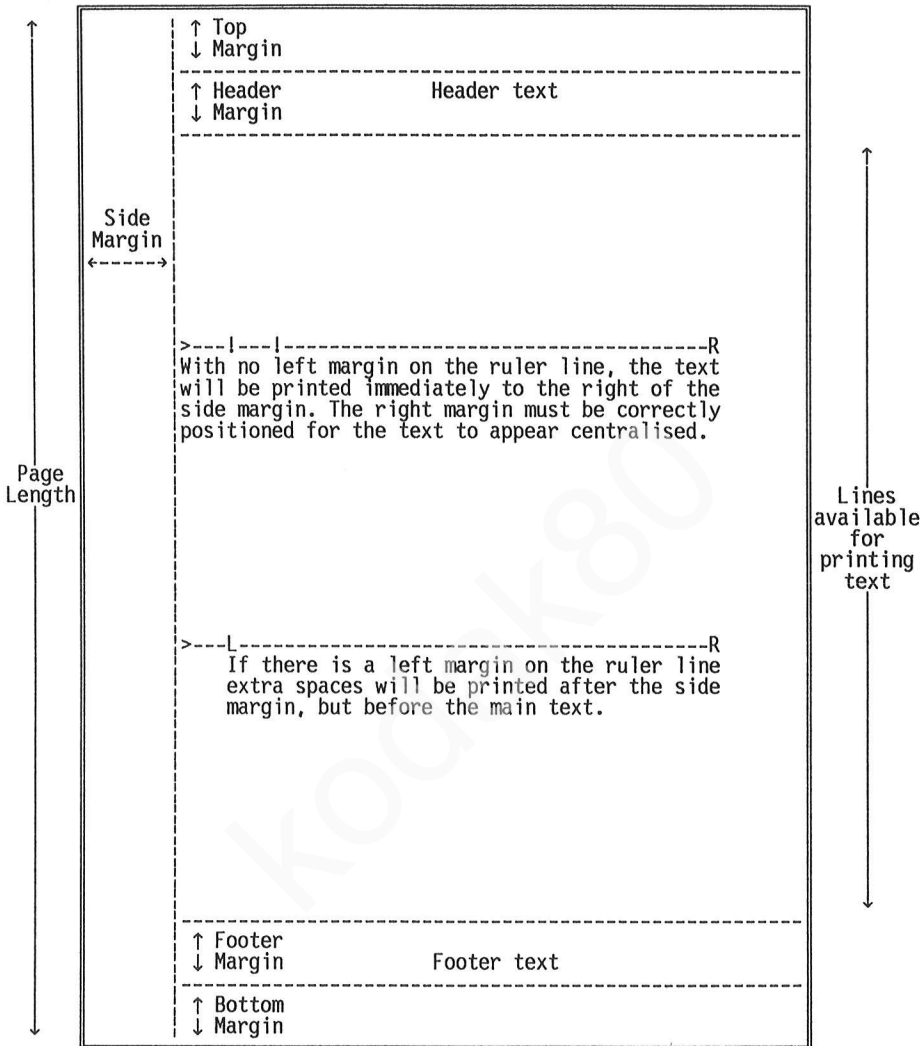 ↑ Top
↓ Margin
↑ Header Header text
↓ Margin
Side
Margin
>---!---!------------------------------------R
With no left margin on the ruler line, the text
will be printed immediately to the right of the
side margin. The right margin must be correctly
positioned for the text to appear centralised.
Page
Length
Lines
available
for
printing
text
>---L----------------------------------------R
If there is a left margin on the ruler line
extra spaces will be printed after the side
margin, but before the main text.
↑ Footer
↓ Margin Footer text
↑ Bottom
↓ Margin
kodak80